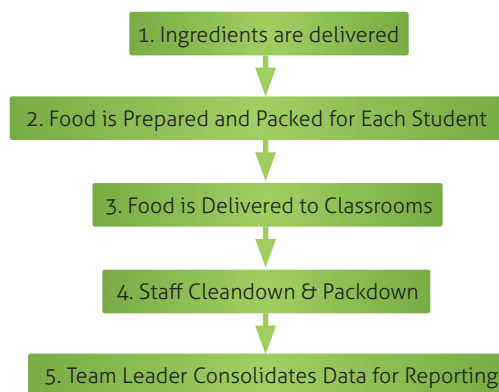 1. Ingredients are delivered
2. Food is Prepared and Packed for Each Student
3. Food is Delivered to Classrooms
4. Staff Cleandown & Packdown
5. Team Leader Consolidates Data for Reporting